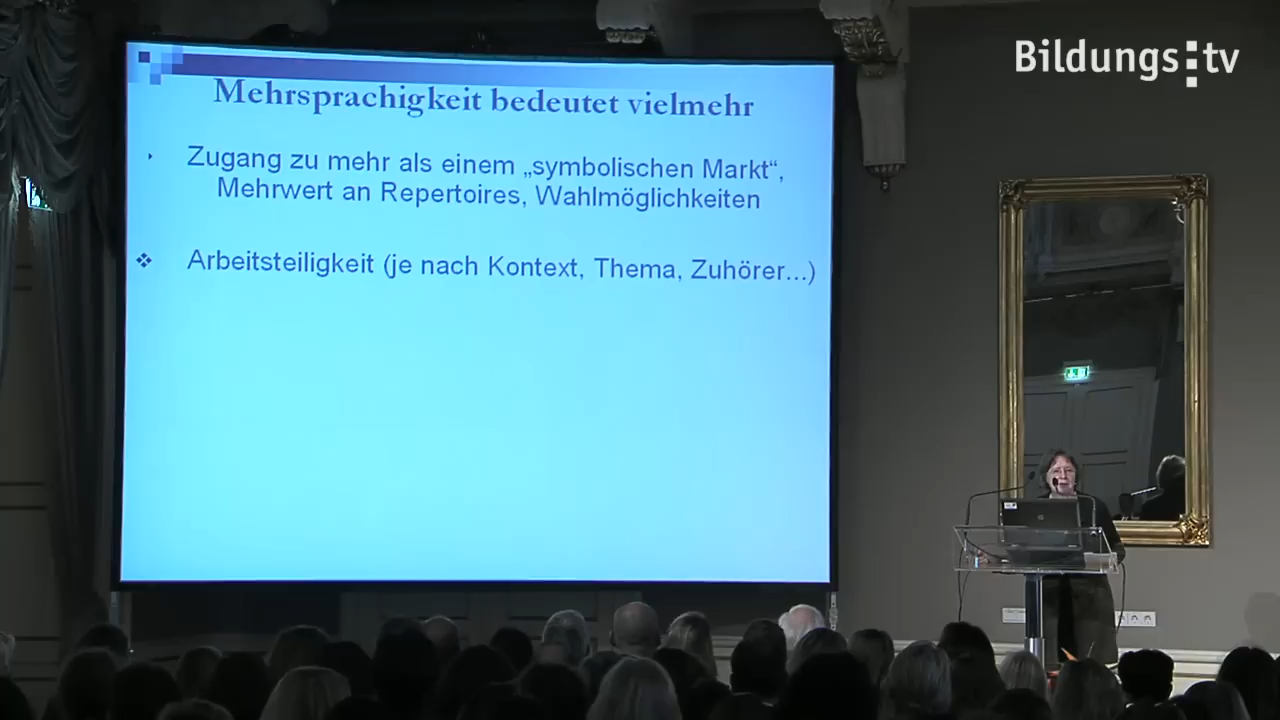 Bildungs:tv
Mehrsprachigkeit bedeutet vielmehr
Zugang zu mehr als einem „symbolischen Markt“,
Mehrwert an Repertoires, Wahlmöglichkeiten
Arbeitsteiligkeit (je nach Kontext, Thema, Zuhörer...)